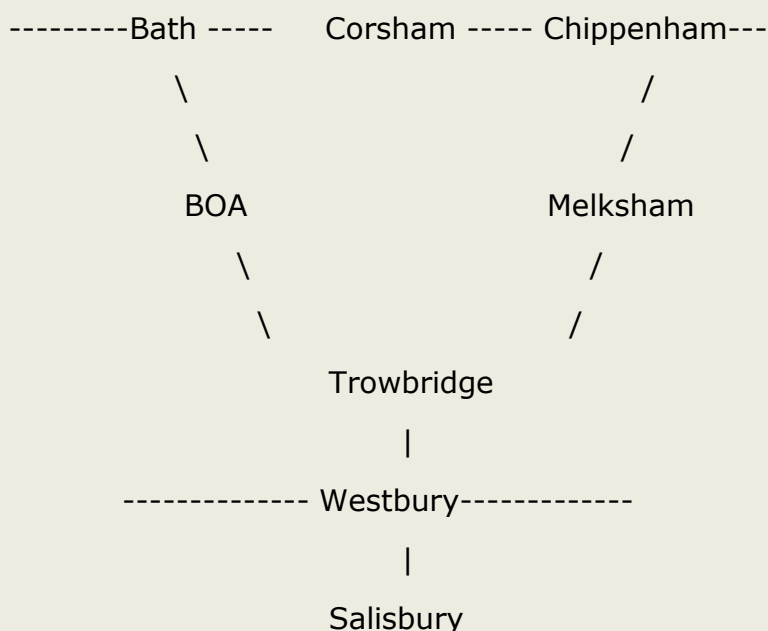 ---------Bath ----- Corsham ----- Chippenham---
\ /
\ /
BOA Melksham
\ /
\ /
Trowbridge
|
-------------- Westbury-------------
|
Salisbury